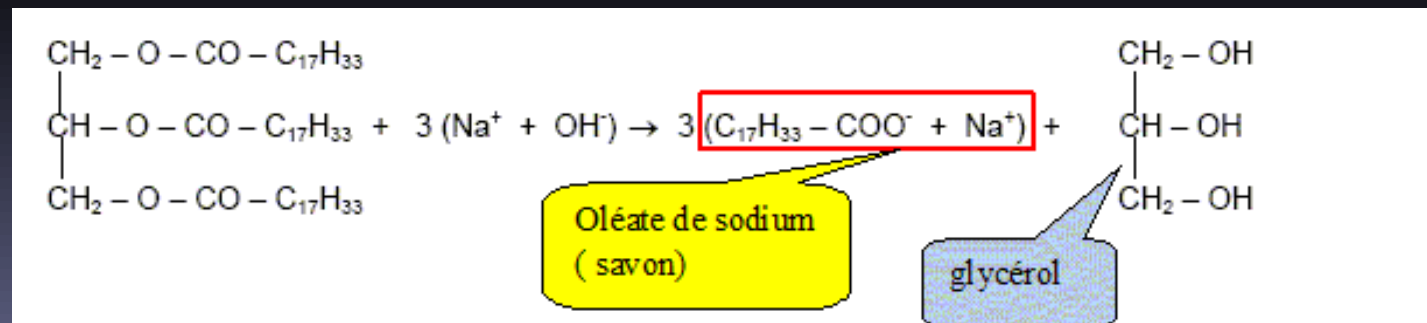 CH₂ – O – CO – C₁₇H₃₃ CH₂ – OH
CH – O – CO – C₁₇H₃₃ + 3 (Na⁺ + OH⁻) → 3 (C₁₇H₃₃ – COO⁻ + Na⁺) + CH – OH
CH₂ – O – CO – C₁₇H₃₃ CH₂ – OH
Oléate de sodium
( savon)
glycérol